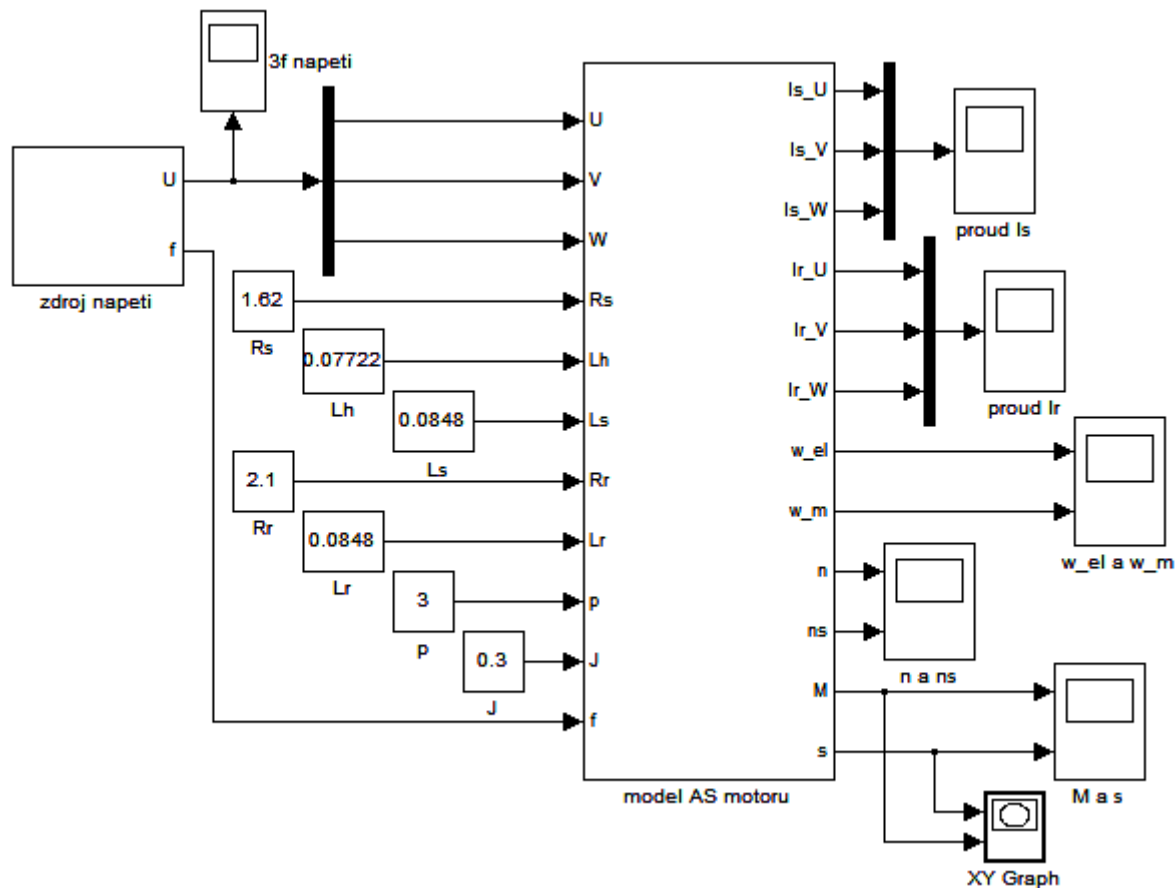 3f napeti
U
f
zdroj napeti
1.62
Rs
0.07722
Lh
0.0848
Ls
2.1
Rr
0.0848
Lr
3
p
0.3
J
U
V
W
Rs
Lh
Ls
Rr
Lr
p
J
f
Is_U
Is_V
Is_W
Ir_U
Ir_V
Ir_W
w_el
w_m
n
ns
M
s
model AS motoru
proud Is
proud Ir
w_el a w_m
n a ns
M a s
XY Graph